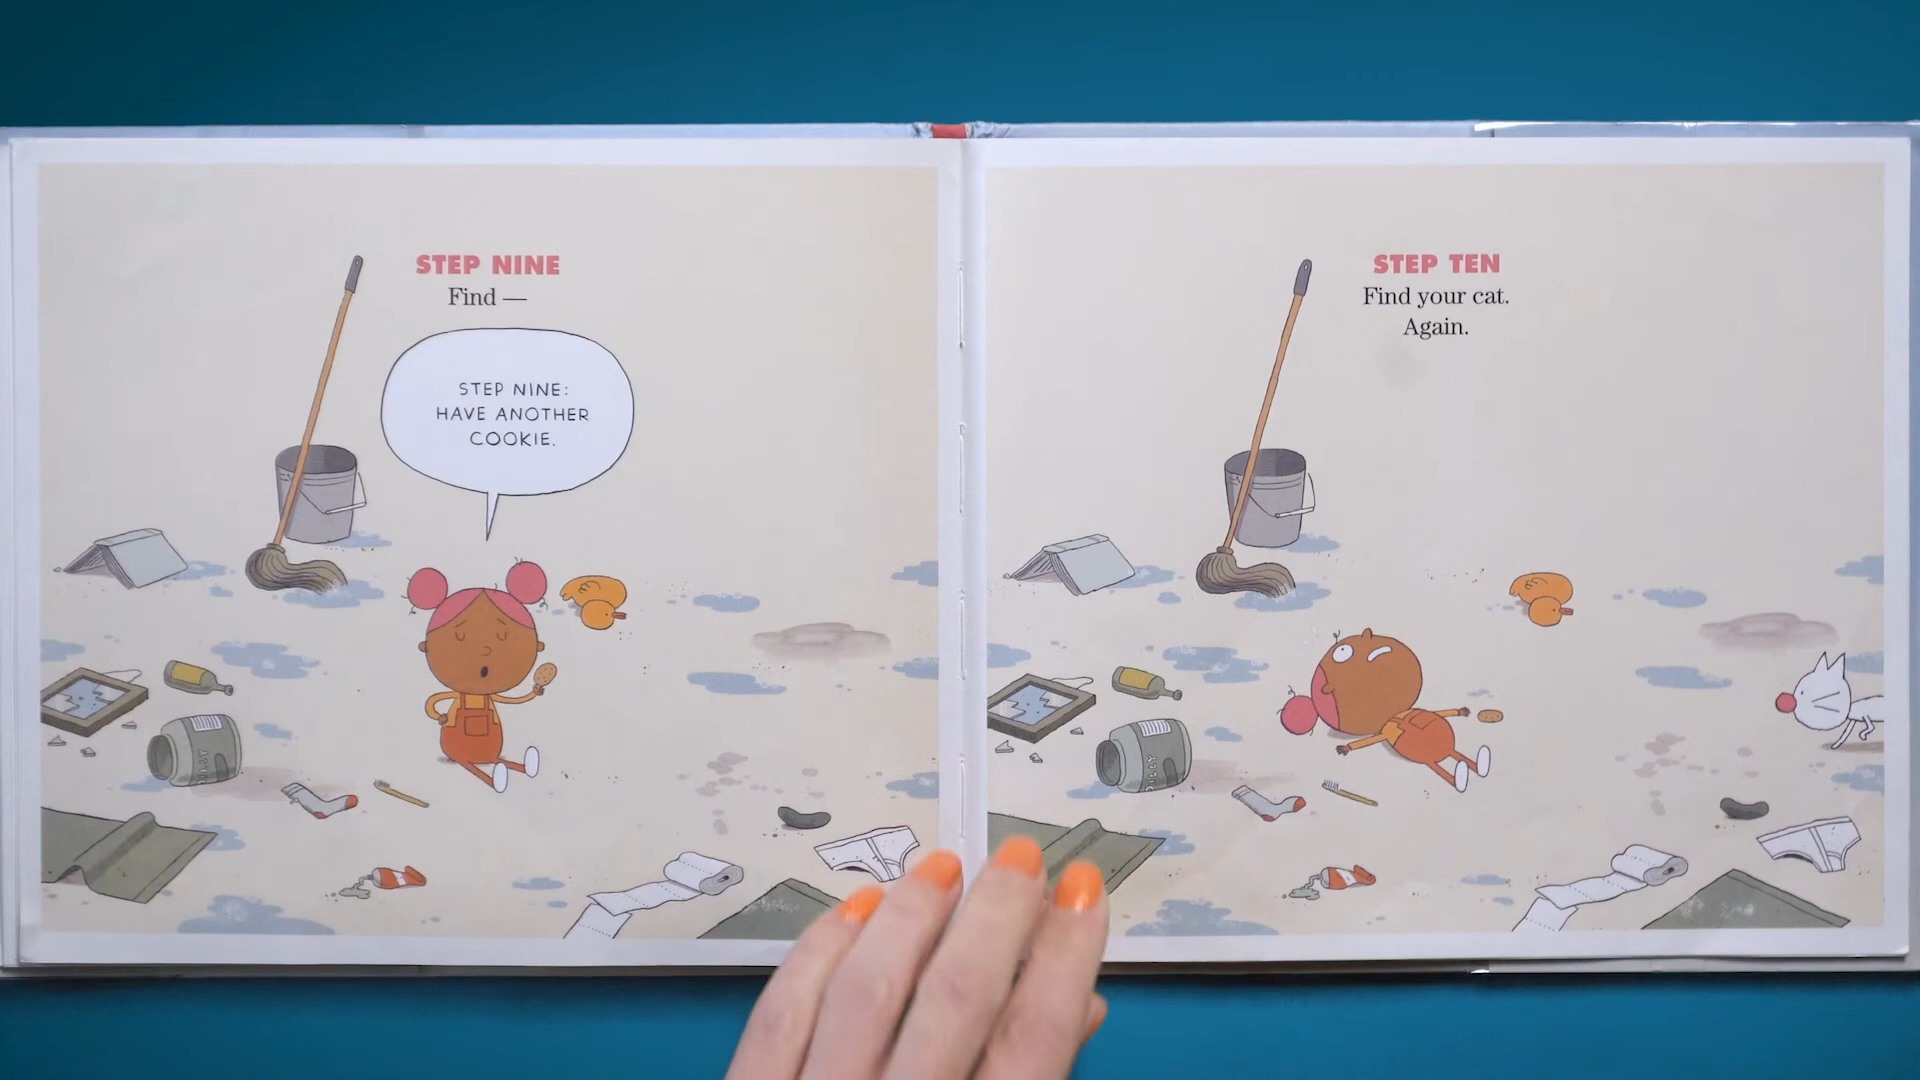 STEP NINE
Find —
STEP NINE:
HAVE ANOTHER
COOKIE.
STEP TEN
Find your cat.
Again.